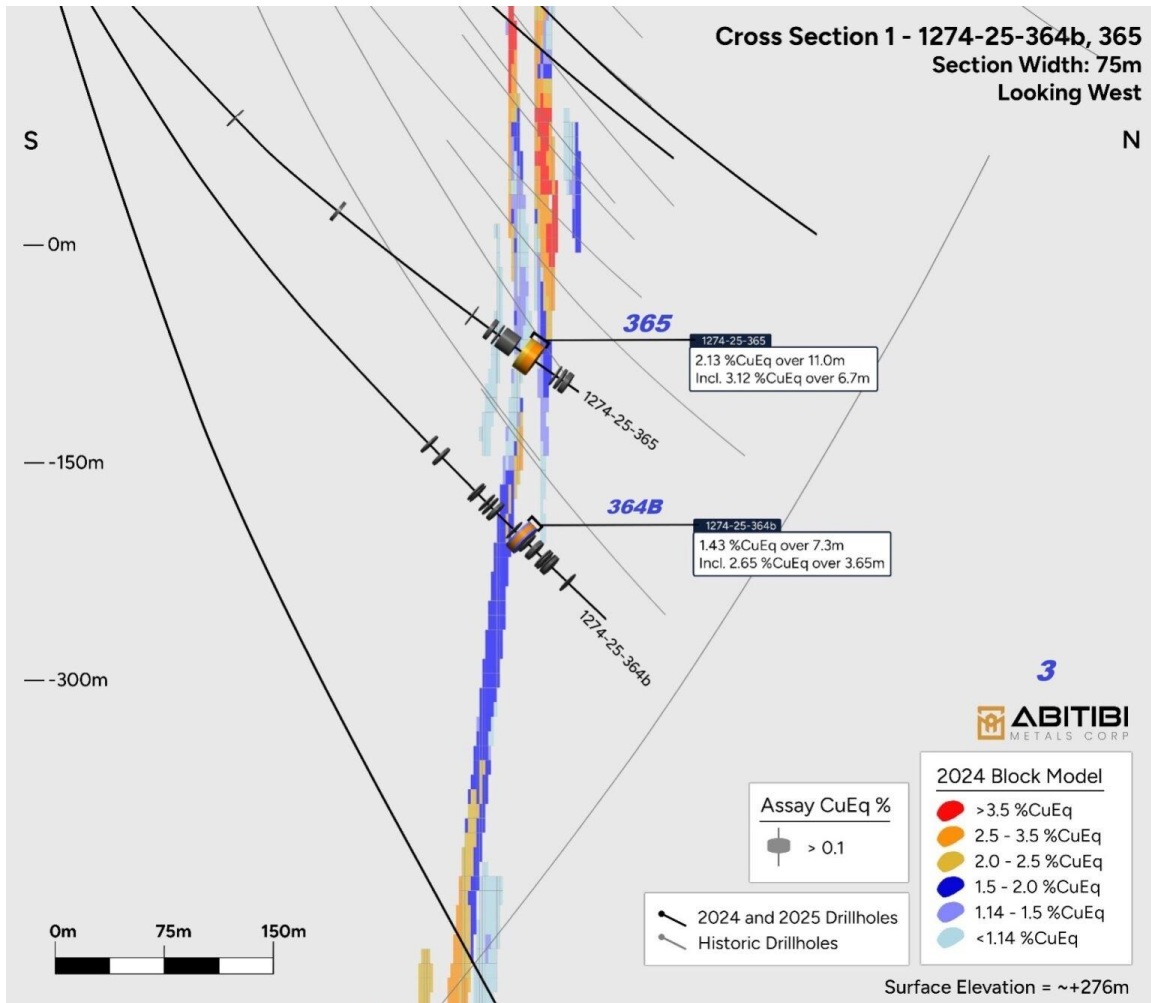 Cross Section 1 - 1274-25-364b, 365
Section Width: 75m
Looking West
S
N
0m
365
1274-25-365
2.13 %CuEq over 11.0m
Incl. 3.12 %CuEq over 6.7m
1274-25-365
-150m
364B
1274-25-364b
1.43 %CuEq over 7.3m
Incl. 2.65 %CuEq over 3.65m
1274-25-364b
-300m
3
ABITIBI
METALS CORP
2024 Block Model
>3.5 %CuEq
2.5 - 3.5 %CuEq
2.0 - 2.5 %CuEq
1.5 - 2.0 %CuEq
1.14 - 1.5 %CuEq
<1.14 %CuEq
Assay CuEq %
> 0.1
2024 and 2025 Drillholes
Historic Drillholes
0m 75m 150m
Surface Elevation = ~+276m